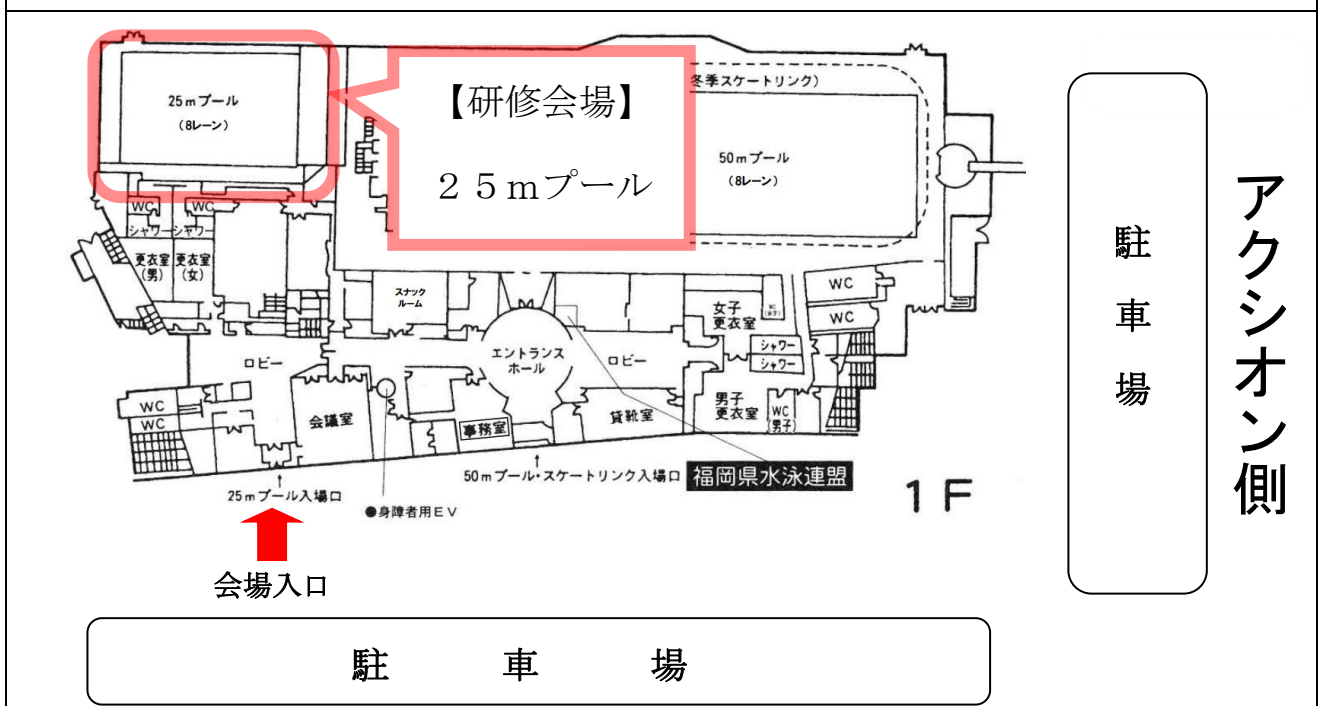 25mプール
(8レーン)
【研修会場】
２５mプール
冬季スケートリンク)
50mプール
(8レーン)
WC
WC
シャワー
シャワー
更衣室
(男)
更衣室
(女)
スナック
ルーム
女子
更衣室
WC
(女子)
WC
WC
シャワー
シャワー
ロビー
エントランス
ホール
ロビー
男子
更衣室
WC
(男子)
WC
WC
会議室
事務室
貸靴室
↑
25mプール入場口
●身障者用EV
↑
50mプール・スケートリンク入場口
福岡県水泳連盟
1F
会場入口
駐車場
駐車場
アクシオン側